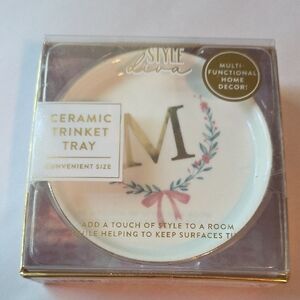 STYLE
diva
MULTI-
FUNCTIONAL
HOME
DECOR!
CERAMIC
TRINKET
TRAY
CONVENIENT SIZE
M
ADD A TOUCH OF STYLE TO A ROOM
WHILE HELPING TO KEEP SURFACES